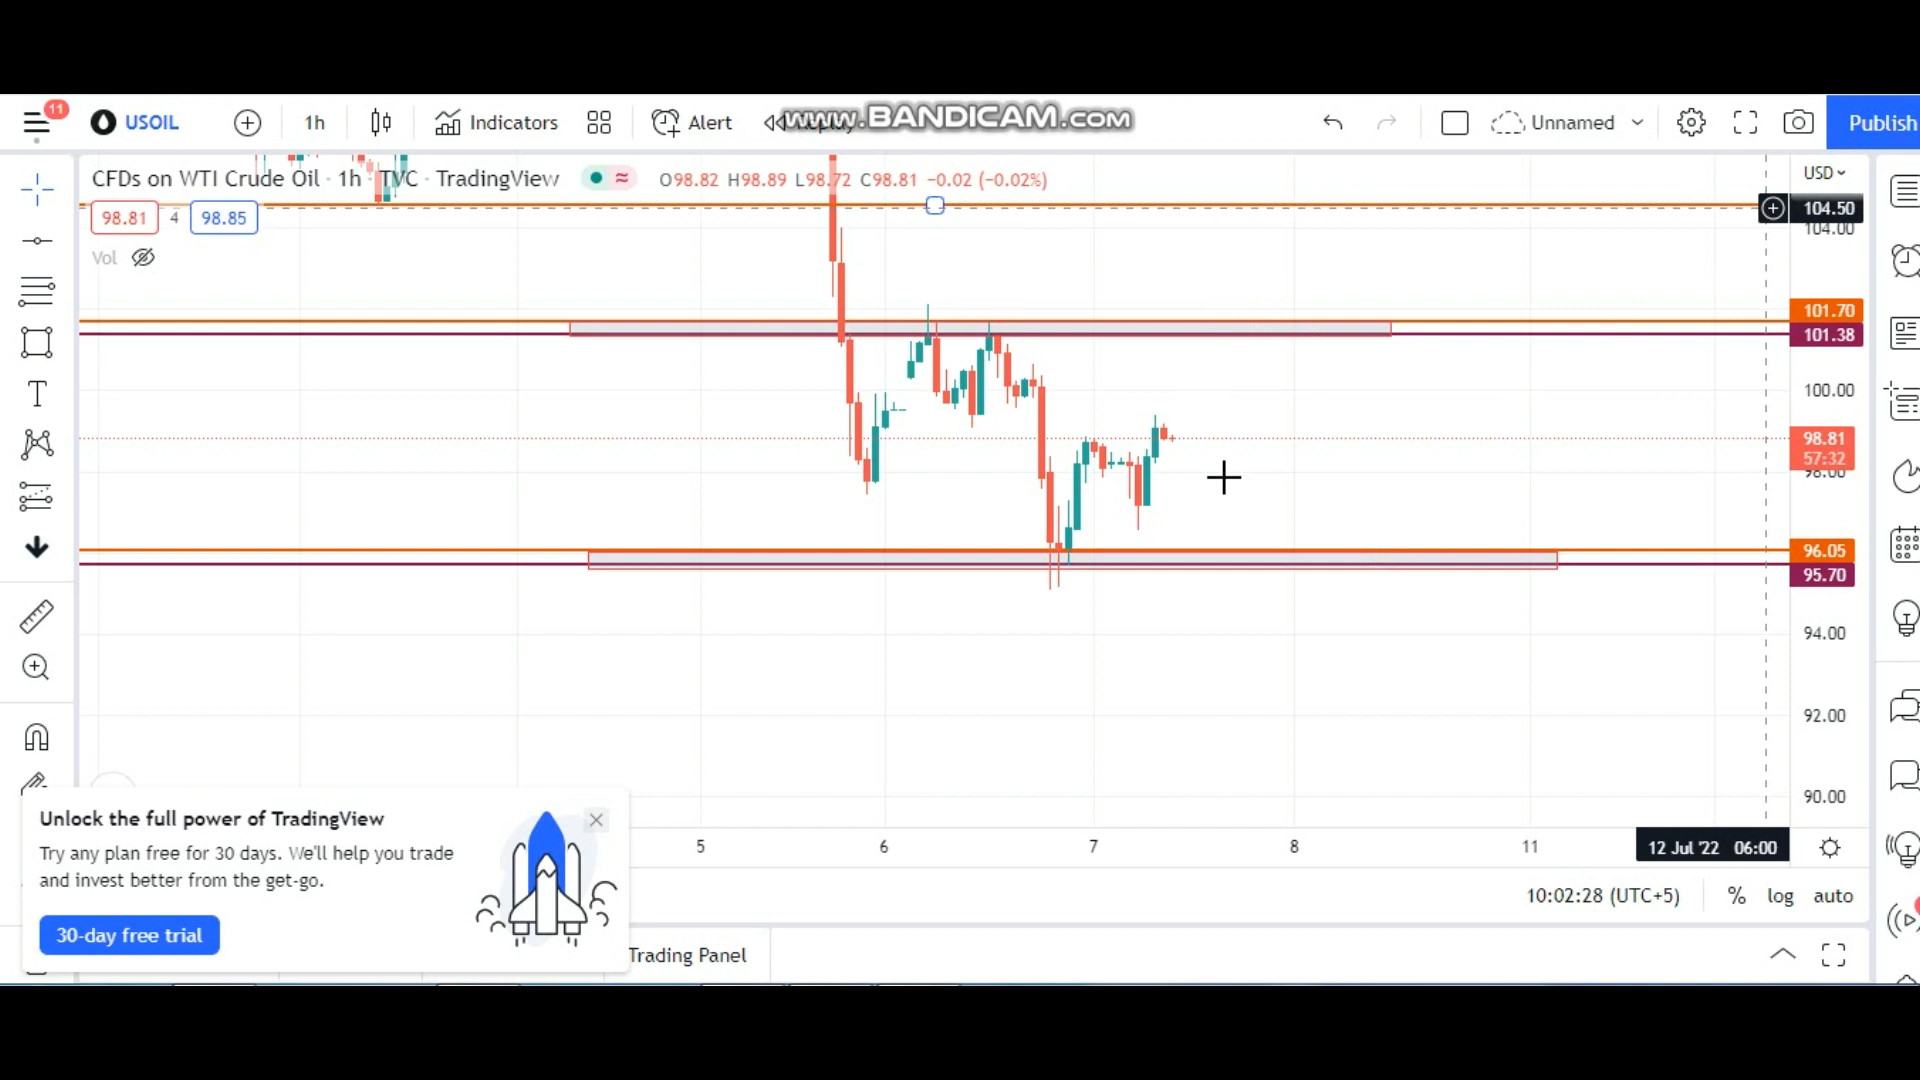 www.BANDICAM.com
11
USOIL
1h
Indicators
Alert
Unnamed
Publish
CFDs on WTI Crude Oil · 1h · TVC · TradingView
O98.82 H98.89 L98.72 C98.81 −0.02 (−0.02%)
USD
98.81
4
98.85
Vol
104.50
104.00
101.70
101.38
100.00
98.81
57:32
98.00
96.05
95.70
94.00
92.00
90.00
Unlock the full power of TradingView
Try any plan free for 30 days. We'll help you trade
and invest better from the get-go.
30-day free trial
5
6
7
8
11
12 Jul '22 06:00
10:02:28 (UTC+5)
%
log
auto
Trading Panel